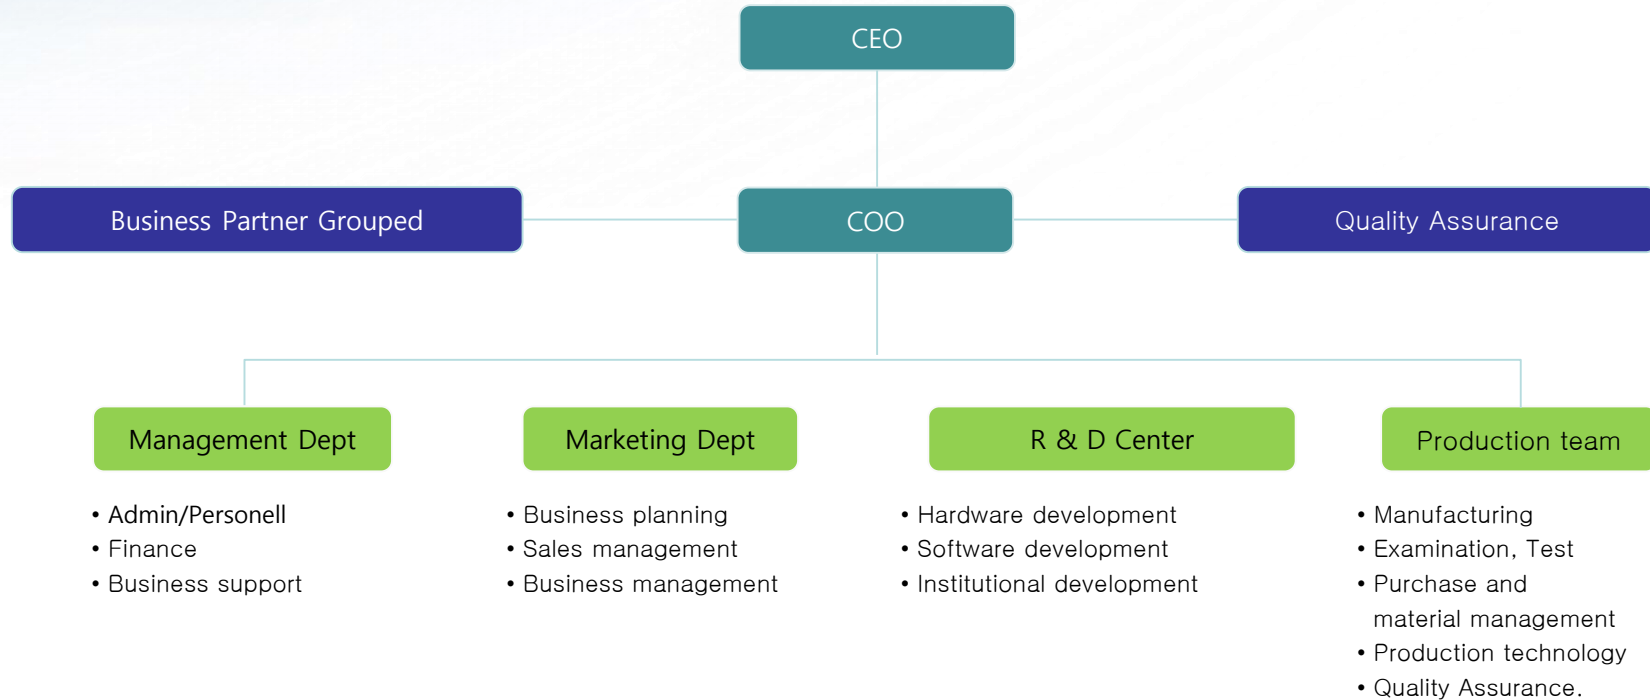 CEO
Business Partner Grouped
COO
Quality Assurance
Management Dept
• Admin/Personell
• Finance
• Business support
Marketing Dept
• Business planning
• Sales management
• Business management
R & D Center
• Hardware development
• Software development
• Institutional development
Production team
• Manufacturing
• Examination, Test
• Purchase and
material management
• Production technology
• Quality Assurance.